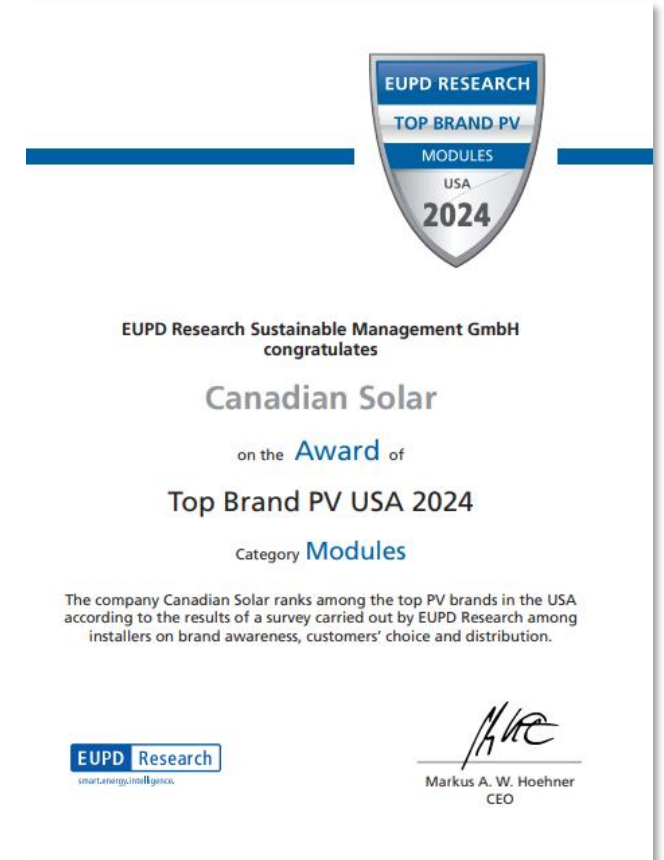 EUPD RESEARCH
TOP BRAND PV
MODULES
USA
2024
EUPD Research Sustainable Management GmbH
congratulates
Canadian Solar
on the Award of
Top Brand PV USA 2024
Category Modules
The company Canadian Solar ranks among the top PV brands in the USA
according to the results of a survey carried out by EUPD Research among
installers on brand awareness, customers’ choice and distribution.
EUPD Research
smart.energy.intelligence.
Markus A. W. Hoehner
CEO